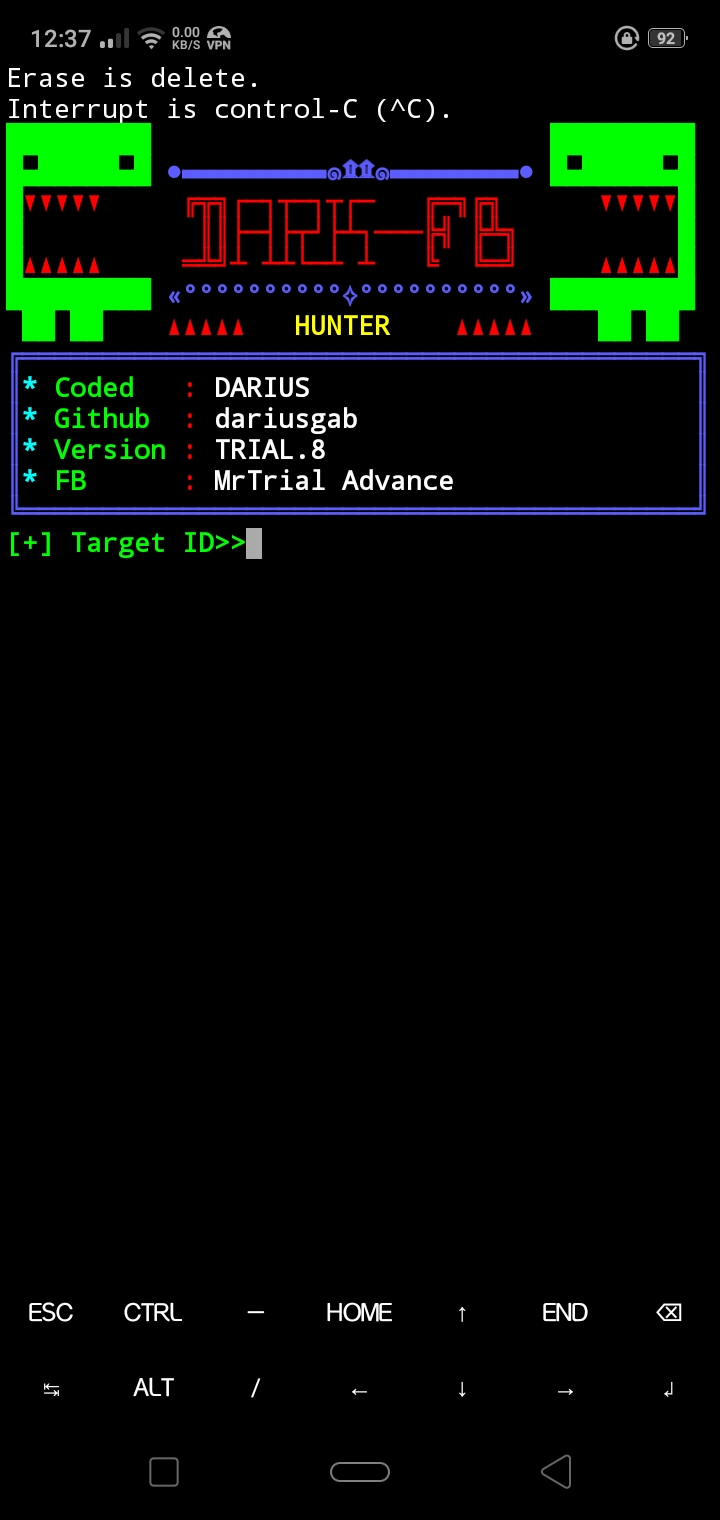 12:37 0.00 KB/S VPN 92
Erase is delete.
Interrupt is control-C (^C).
DARK-FB
HUNTER
* Coded : DARIUS
* Github : dariusgab
* Version : TRIAL.8
* FB : MrTrial Advance
[+] Target ID>>
ESC CTRL — HOME ↑ END ⌫
↹ ALT / ← ↓ → ↲